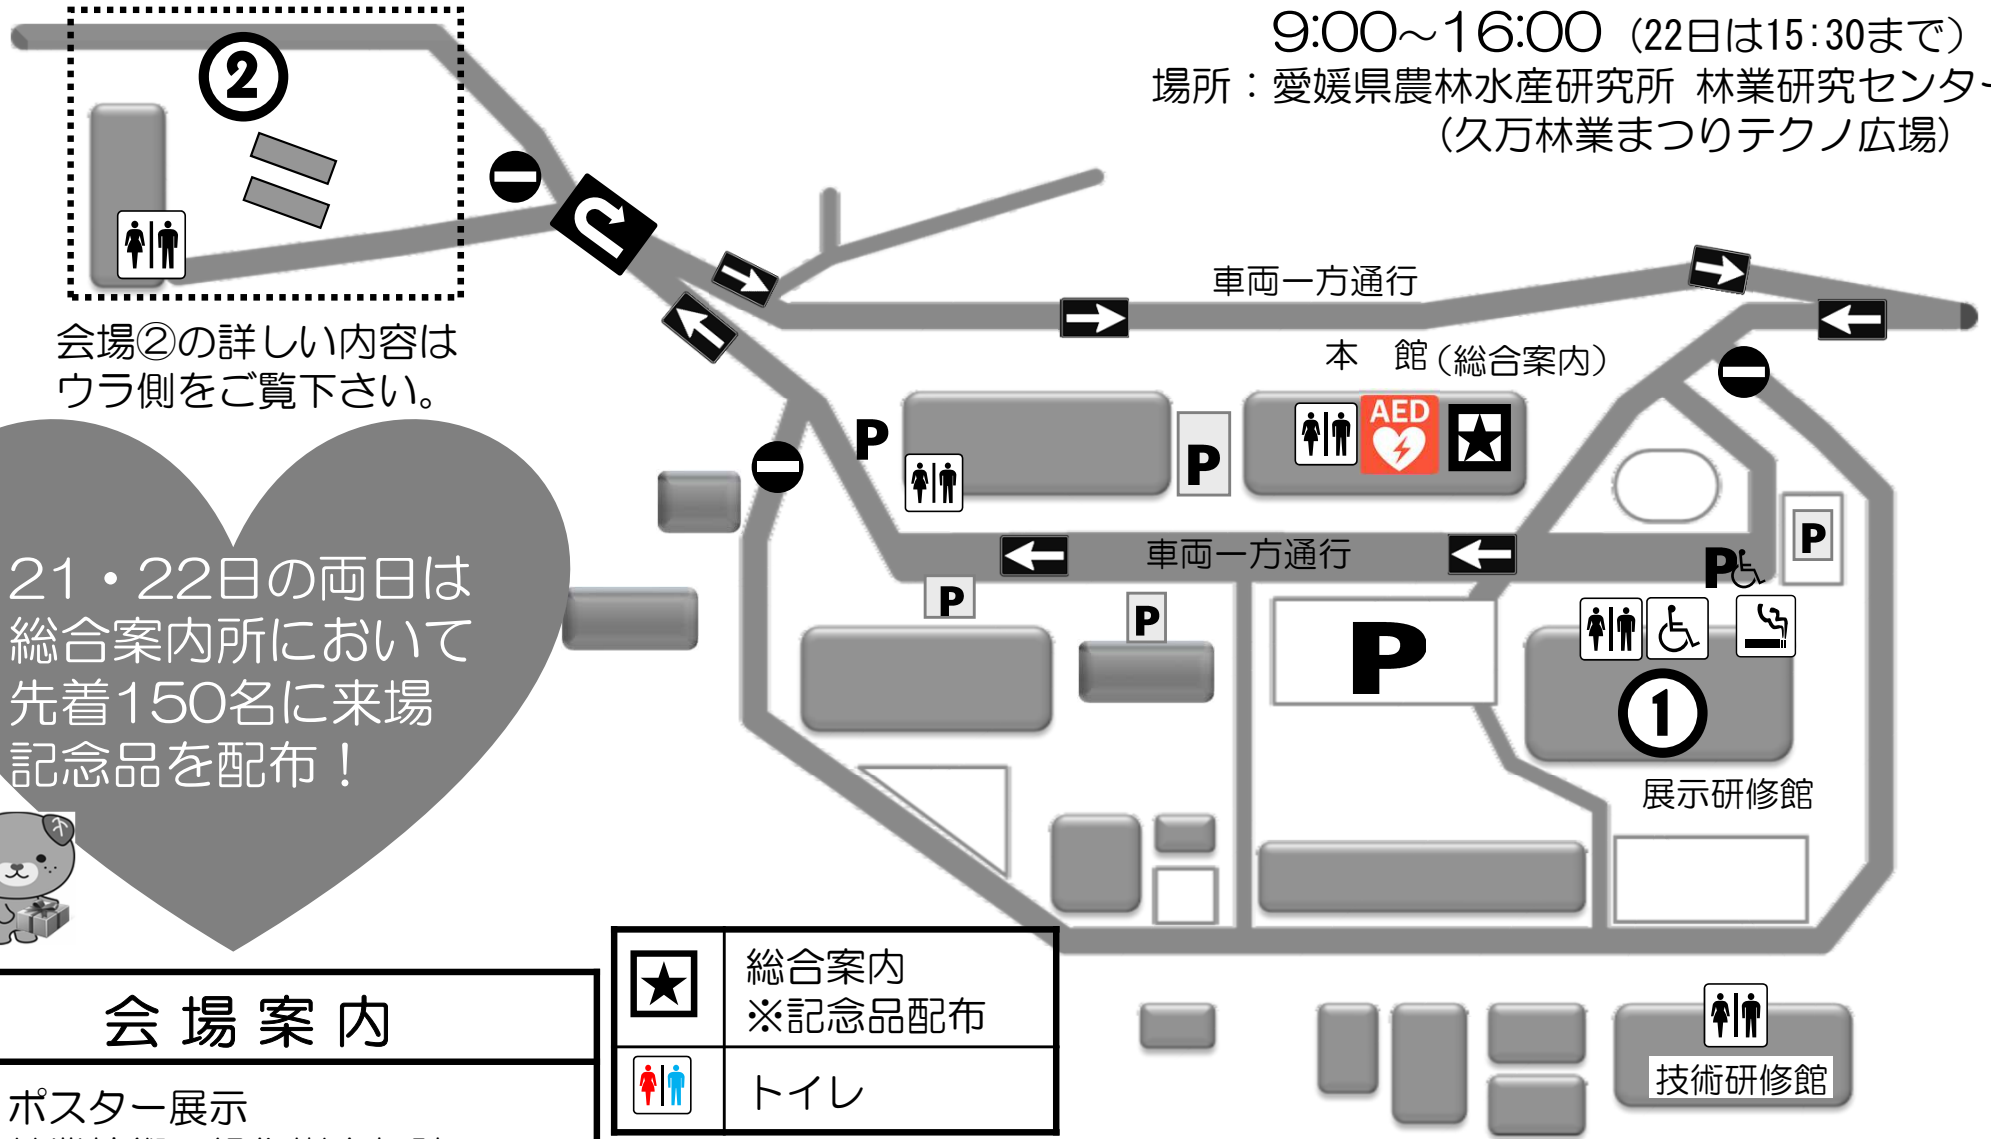 9:00～16:00（22日は15:30まで）
場所：愛媛県農林水産研究所 林業研究センター
（久万林業まつりテクノ広場）
②
会場②の詳しい内容は
ウラ側をご覧下さい。
車両一方通行
本 館（総合案内）
AED
P
P
車両一方通行
P
P
P
P
P
①
展示研修館
21・22日の両日は
総合案内所において
先着150名に来場
記念品を配布！
会場案内
ポスター展示
総合案内
※記念品配布
トイレ
技術研修館